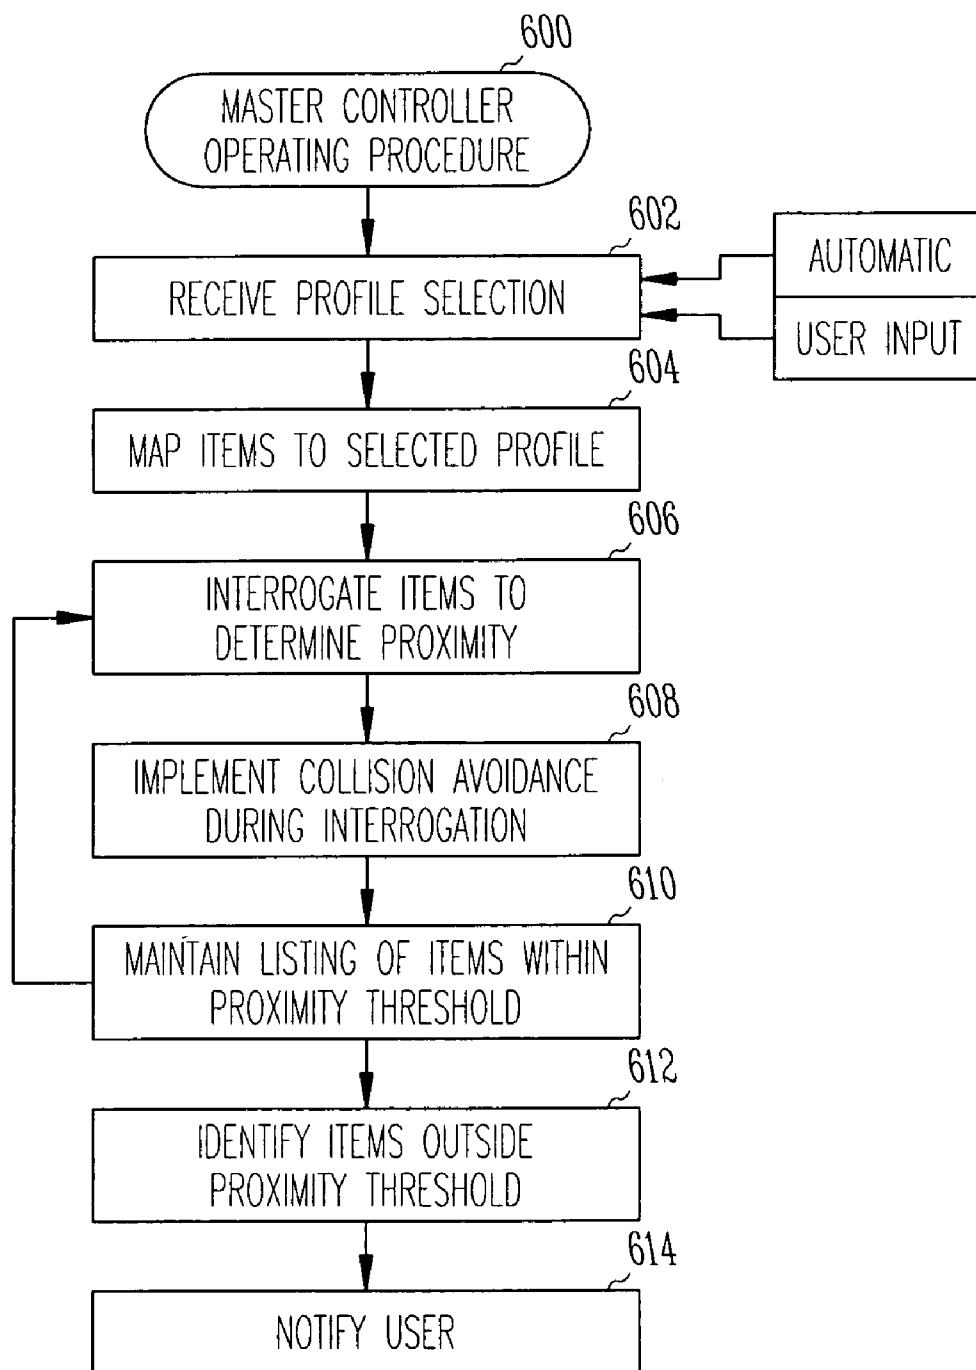 600
MASTER CONTROLLER
OPERATING PROCEDURE
602
RECEIVE PROFILE SELECTION
AUTOMATIC
USER INPUT
604
MAP ITEMS TO SELECTED PROFILE
606
INTERROGATE ITEMS TO
DETERMINE PROXIMITY
608
IMPLEMENT COLLISION AVOIDANCE
DURING INTERROGATION
610
MAINTAIN LISTING OF ITEMS WITHIN
PROXIMITY THRESHOLD
612
IDENTIFY ITEMS OUTSIDE
PROXIMITY THRESHOLD
614
NOTIFY USER